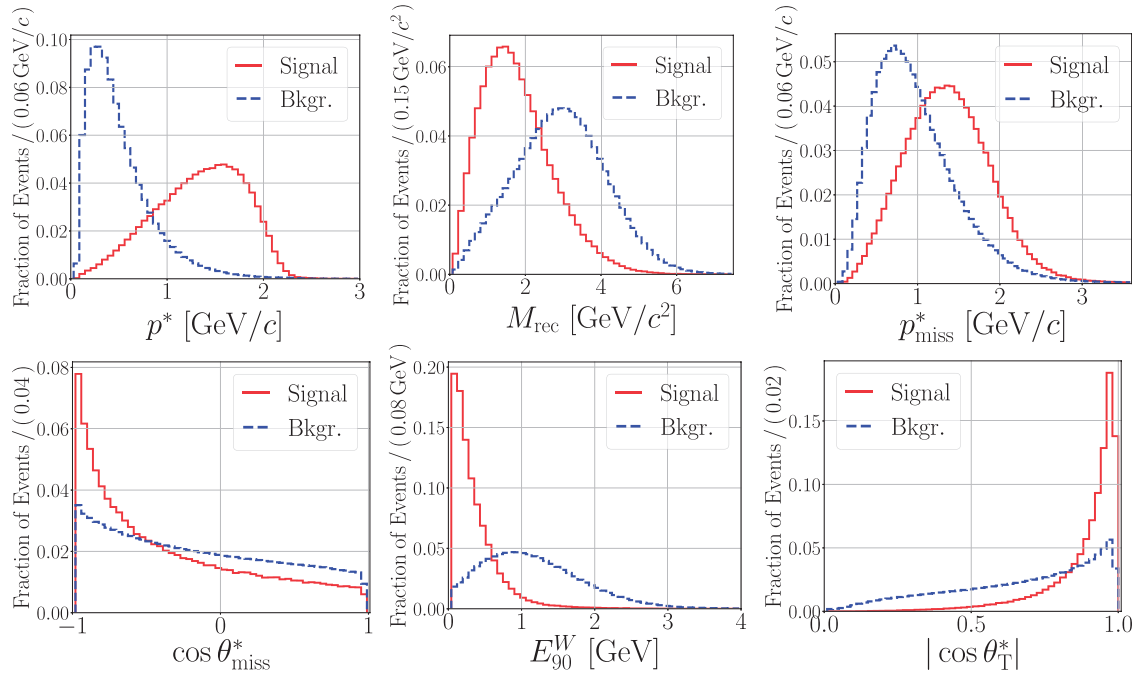 Fraction of Events / (0.06 GeV/c)
0.10
0.08
0.06
0.04
0.02
0.00
Signal
Bkgr.
0 1 2 3
p* [GeV/c]
Fraction of Events / (0.15 GeV/c²)
0.06
0.04
0.02
0.00
Signal
Bkgr.
0 2 4 6
M_rec [GeV/c²]
Fraction of Events / (0.06 GeV/c)
0.05
0.04
0.03
0.02
0.01
0.00
Signal
Bkgr.
0 1 2 3
p*_miss [GeV/c]
Fraction of Events / (0.04)
0.08
0.06
0.04
0.02
0.00
Signal
Bkgr.
−1 0 1
cos θ*_miss
Fraction of Events / (0.08 GeV)
0.20
0.15
0.10
0.05
0.00
Signal
Bkgr.
0 1 2 3 4
E^W_90 [GeV]
Fraction of Events / (0.02)
0.15
0.10
0.05
0.00
Signal
Bkgr.
0.0 0.5 1.0
| cos θ*_T|